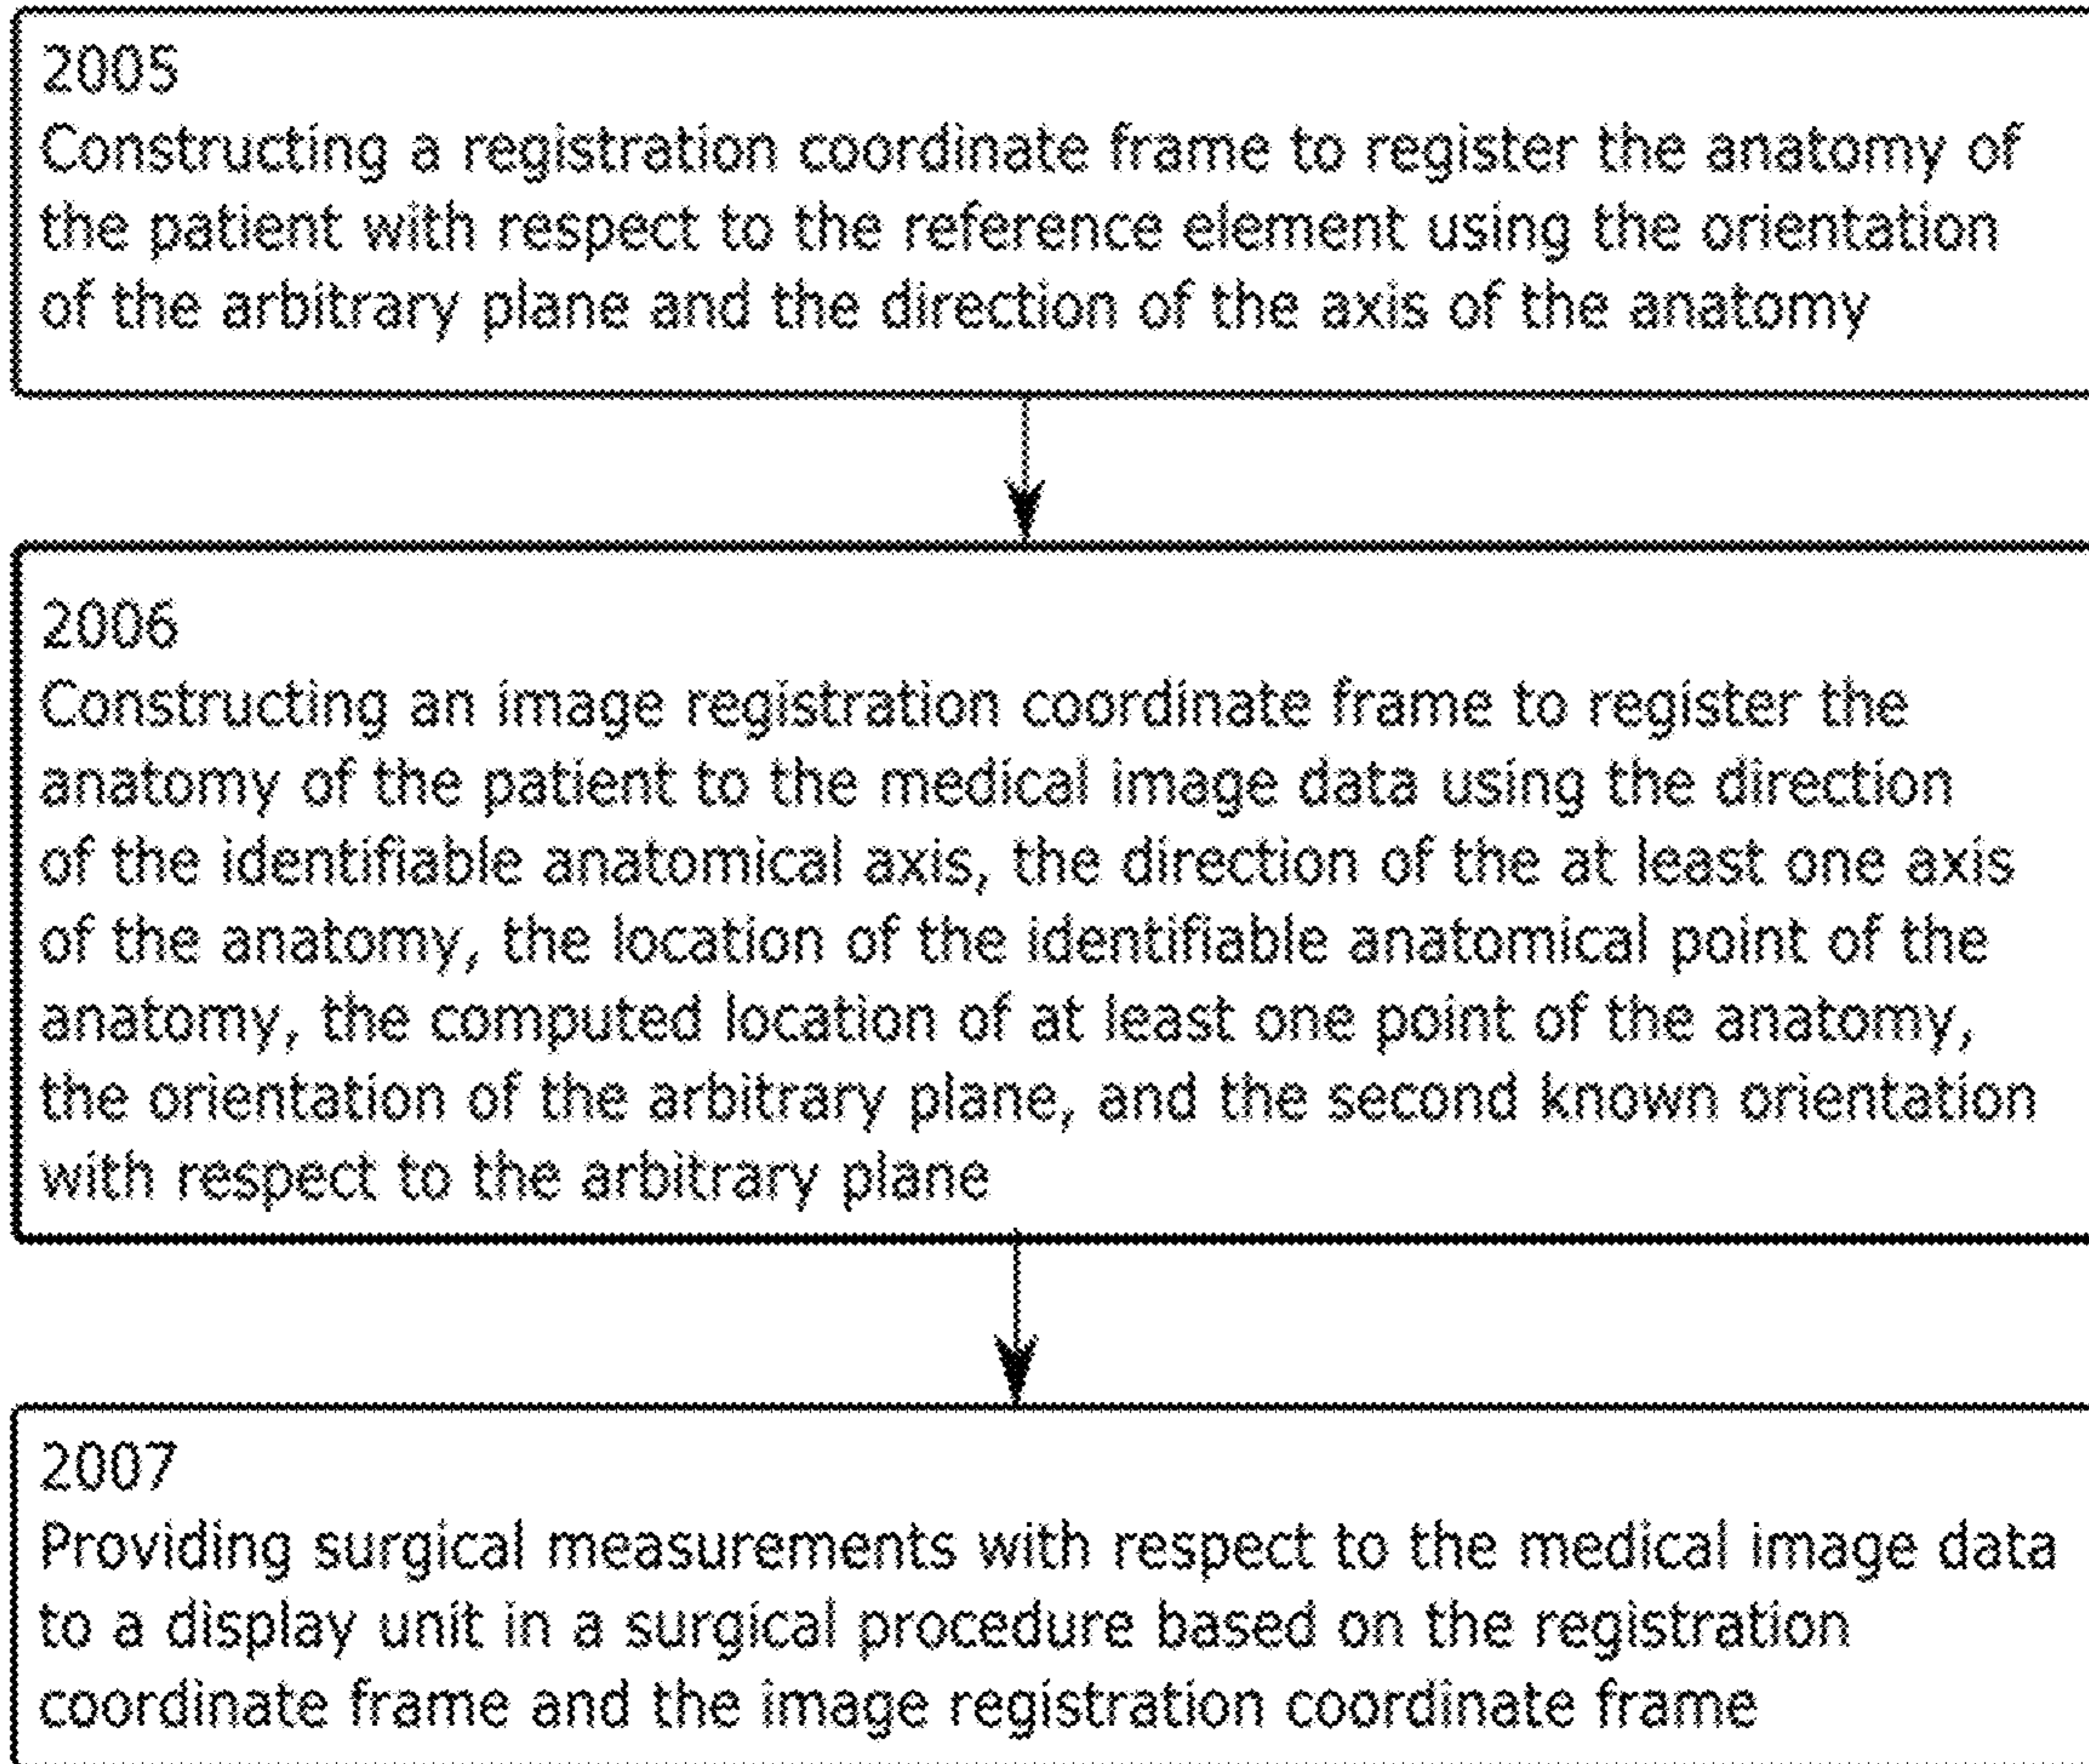 2005
Constructing a registration coordinate frame to register the anatomy of
the patient with respect to the reference element using the orientation
of the arbitrary plane and the direction of the axis of the anatomy
2006
Constructing an image registration coordinate frame to register the
anatomy of the patient to the medical image data using the direction
of the identifiable anatomical axis, the direction of the at least one axis
of the anatomy, the location of the identifiable anatomical point of the
anatomy, the computed location of at least one point of the anatomy,
the orientation of the arbitrary plane, and the second known orientation
with respect to the arbitrary plane
2007
Providing surgical measurements with respect to the medical image data
to a display unit in a surgical procedure based on the registration
coordinate frame and the image registration coordinate frame